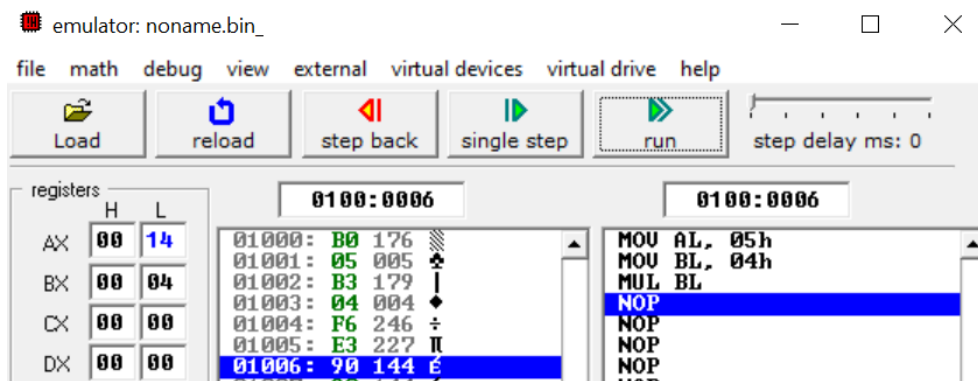 emulator: noname.bin_
file math debug view external virtual devices virtual drive help
Load reload step back single step run step delay ms: 0
registers
H L
0100:0006 0100:0006
AX 00 14
BX 00 04
CX 00 00
DX 00 00
01000: B0 176 ▒
01001: 05 005 ♣
01002: B3 179 │
01003: 04 004 ♦
01004: F6 246 ÷
01005: E3 227 π
01006: 90 144 É
MOV AL, 05h
MOV BL, 04h
MUL BL
NOP
NOP
NOP
NOP